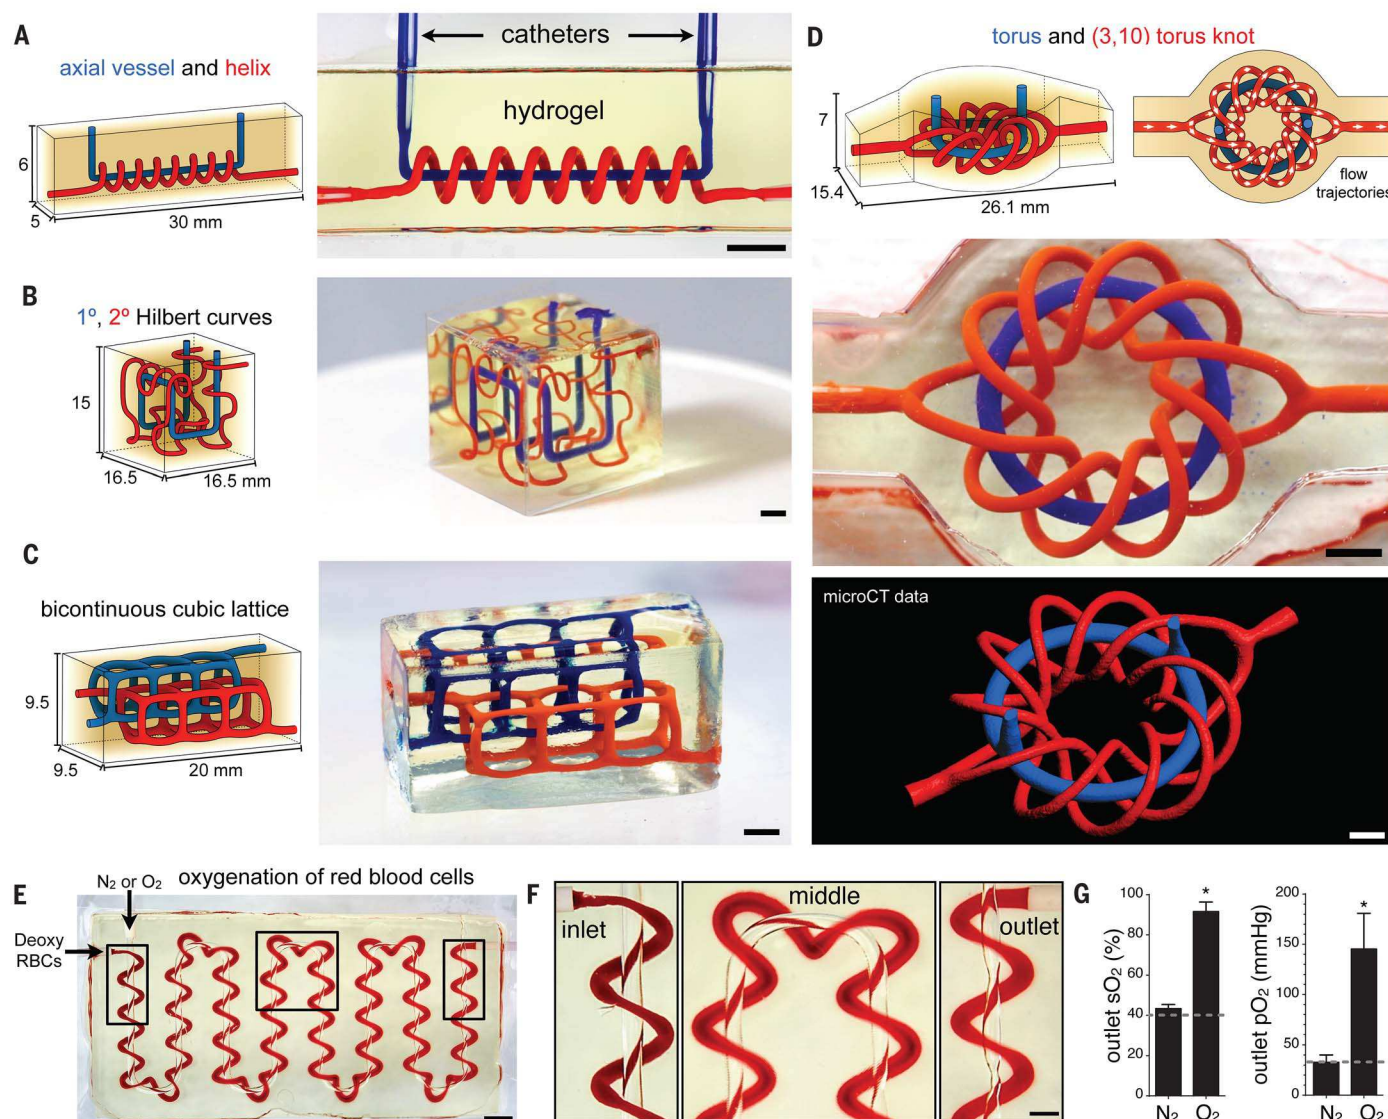 A
axial vessel and helix
6
5
30 mm
catheters
hydrogel
B
1º, 2º Hilbert curves
15
16.5
16.5 mm
C
bicontinuous cubic lattice
9.5
9.5
20 mm
D
torus and (3,10) torus knot
7
15.4
26.1 mm
flow
trajectories
microCT data
E
N₂ or O₂
oxygenation of red blood cells
Deoxy
RBCs
F
inlet
middle
outlet
G
outlet sO₂ (%)
100
80
60
40
20
0
*
N₂ O₂
outlet pO₂ (mmHg)
200
150
100
50
0
*
N₂ O₂